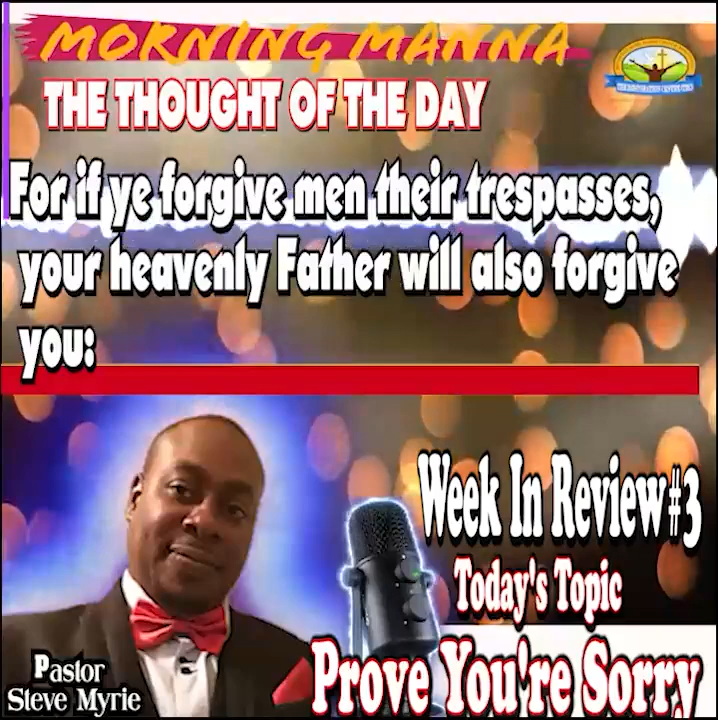 MORNING MANNA
THE THOUGHT OF THE DAY
For if ye forgive men their trespasses,
your heavenly Father will also forgive
you:
Week In Review#3
Today's Topic
Prove You're Sorry
Pastor
Steve Myrie